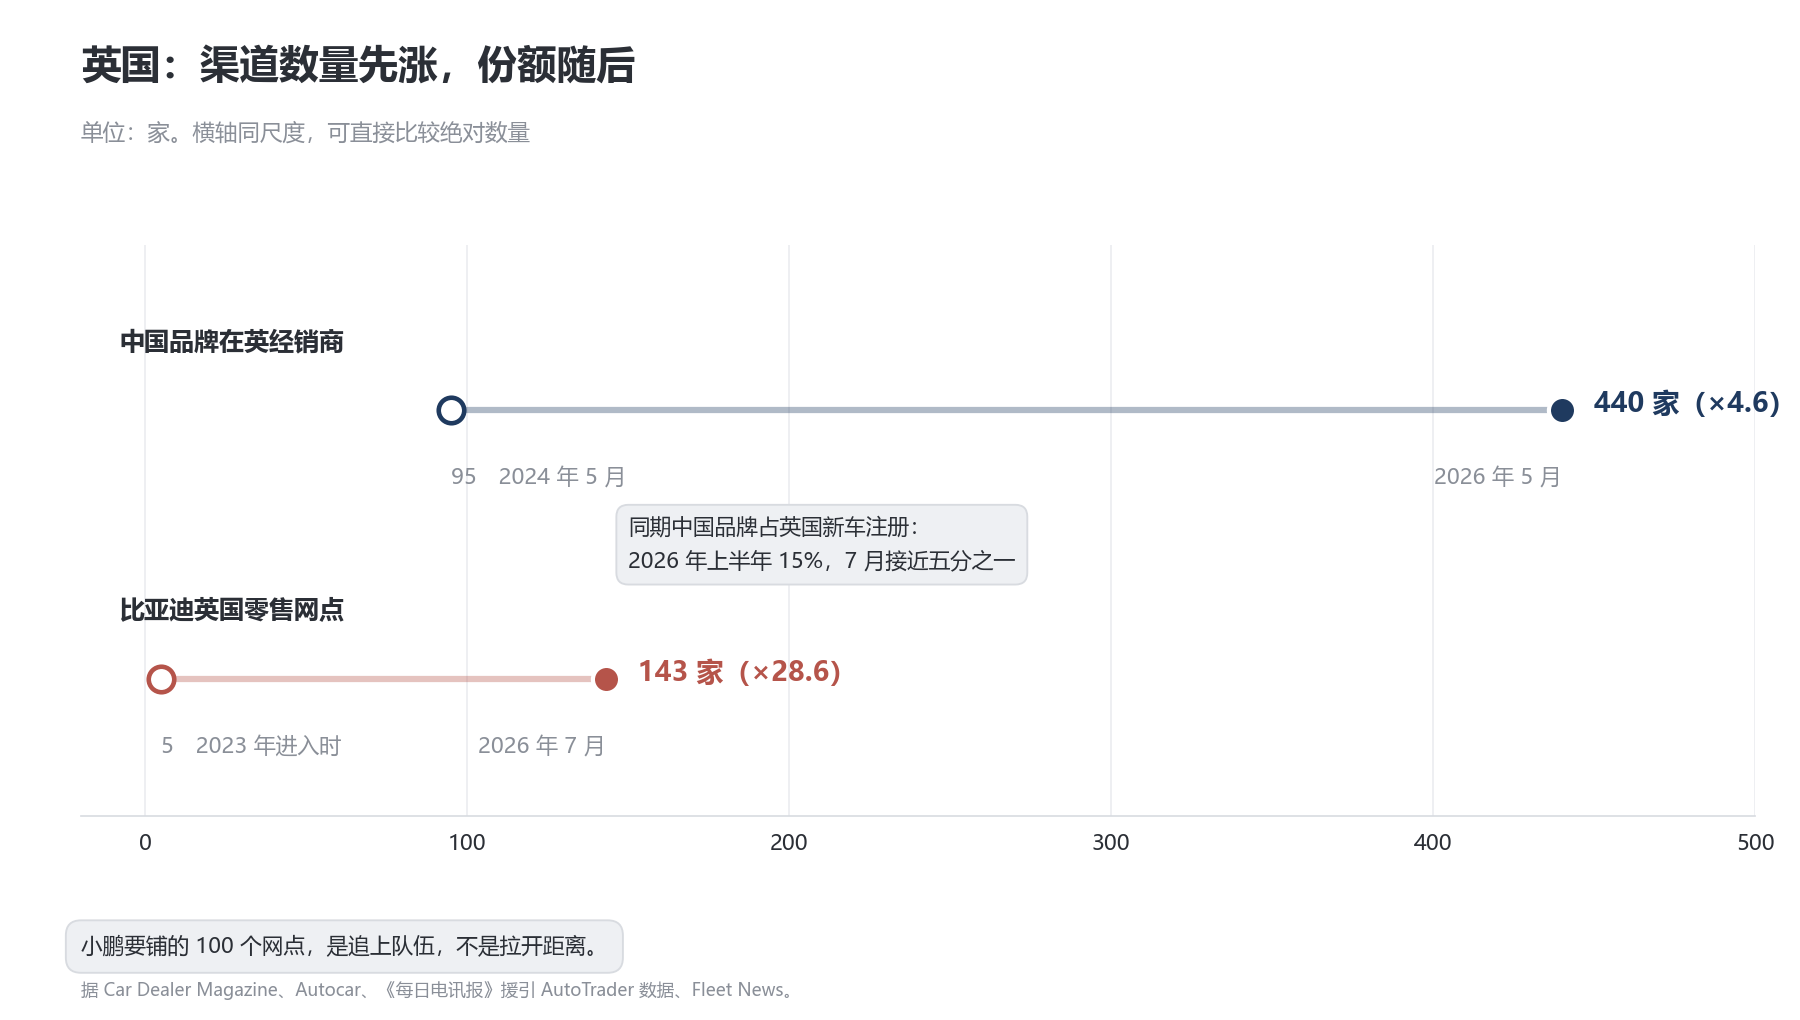 英国：渠道数量先涨，份额随后
单位：家。横轴同尺度，可直接比较绝对数量
中国品牌在英经销商
440 家（×4.6）
95 2024 年 5 月
2026 年 5 月
同期中国品牌占英国新车注册：
2026 年上半年 15%，7 月接近五分之一
比亚迪英国零售网点
143 家（×28.6）
5 2023 年进入时
2026 年 7 月
0 100 200 300 400 500
小鹏要铺的 100 个网点，是追上队伍，不是拉开距离。
据 Car Dealer Magazine、Autocar、《每日电讯报》援引 AutoTrader 数据、Fleet News。